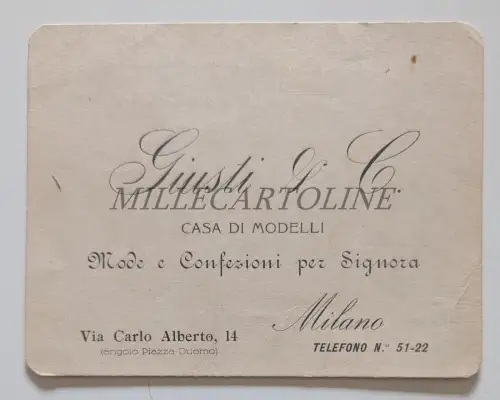 Giusti & C.
MILLECARTOLINE
CASA DI MODELLI
Mode e Confezioni per Signora
Milano
Via Carlo Alberto, 14
(angolo Piazza Duomo)
TELEFONO N.° 51-22